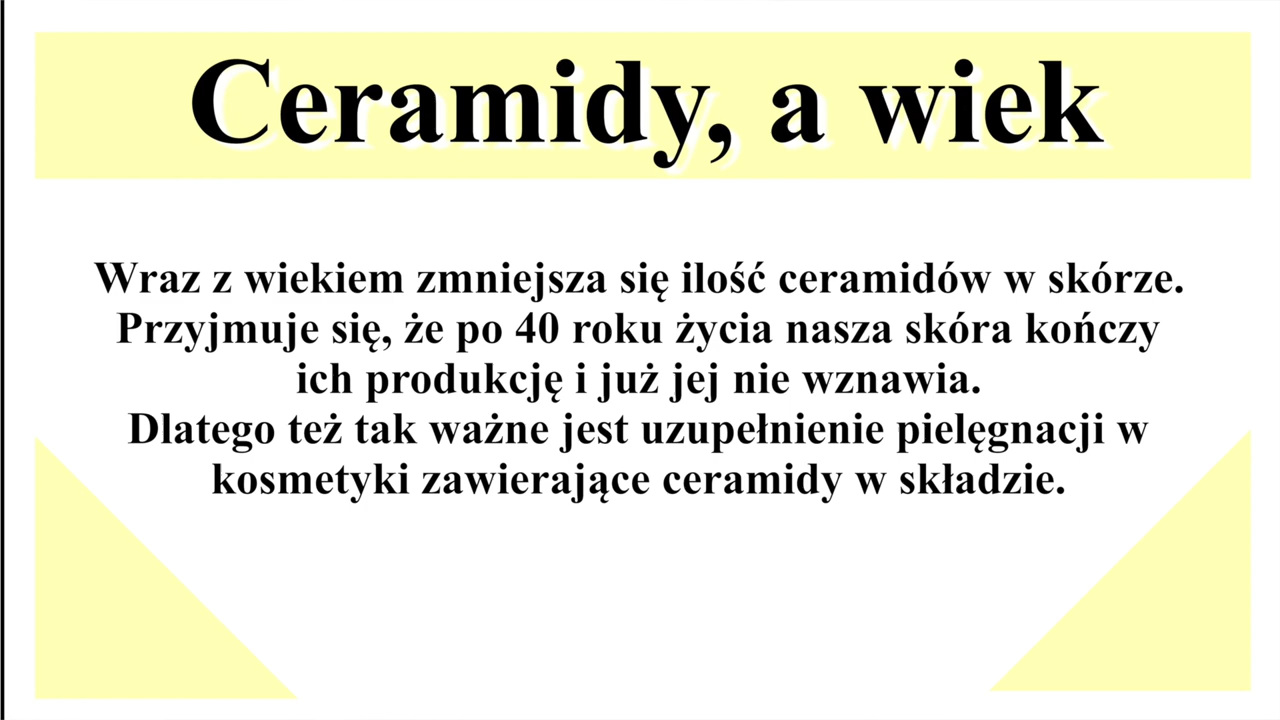 Ceramidy, a wiek
Wraz z wiekiem zmniejsza się ilość ceramidów w skórze.
Przyjmuje się, że po 40 roku życia nasza skóra kończy
ich produkcję i już jej nie wznawia.
Dlatego też tak ważne jest uzupełnienie pielęgnacji w
kosmetyki zawierające ceramidy w składzie.